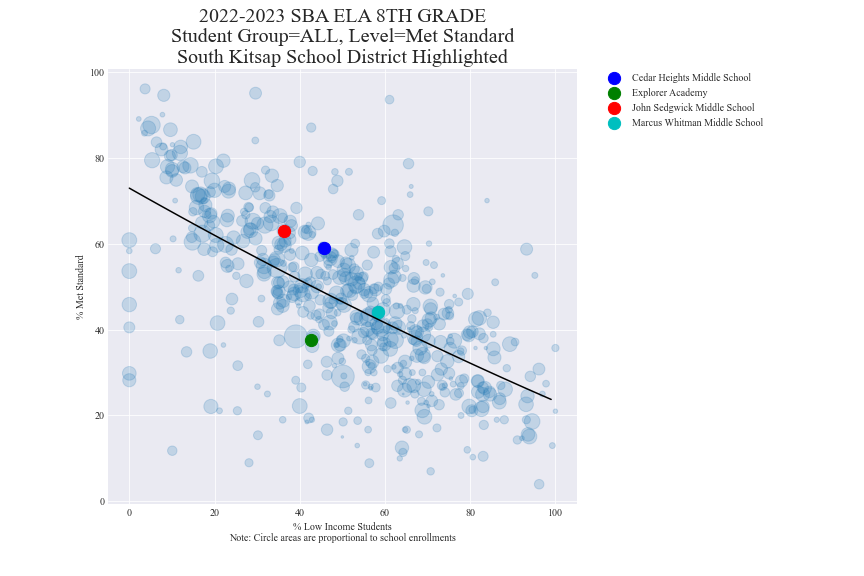 2022-2023 SBA ELA 8TH GRADE
Student Group=ALL, Level=Met Standard
South Kitsap School District Highlighted
Cedar Heights Middle School
Explorer Academy
John Sedgwick Middle School
Marcus Whitman Middle School
% Met Standard
100
80
60
40
20
0
0 20 40 60 80 100
% Low Income Students
Note: Circle areas are proportional to school enrollments